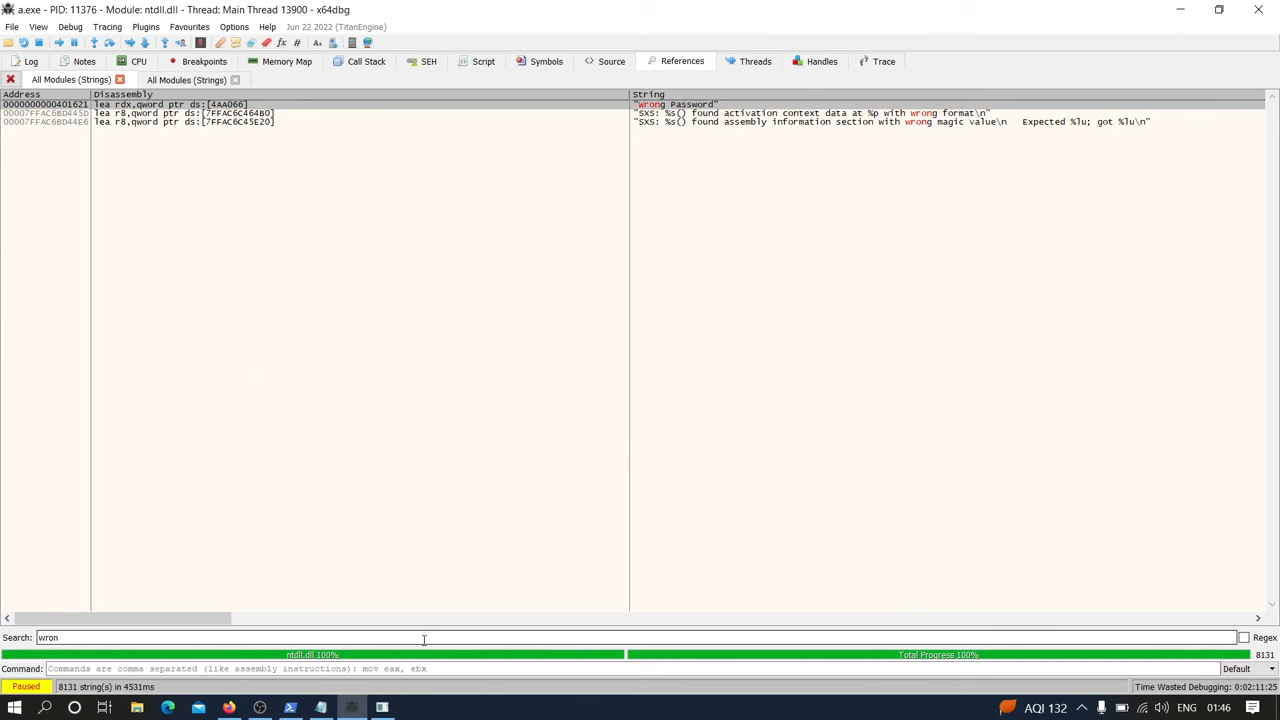 a.exe - PID: 11376 - Module: ntdll.dll - Thread: Main Thread 13900 - x64dbg
File View Debug Tracing Plugins Favourites Options Help Jun 22 2022 (TitanEngine)
Log Notes CPU Breakpoints Memory Map Call Stack SEH Script Symbols Source References Threads Handles Trace
All Modules (Strings) All Modules (Strings)
Address Disassembly String
0000000000401621 lea rdx,qword ptr ds:[4AA066] "Wrong Password"
00007FFAC6BD445D lea r8,qword ptr ds:[7FFAC6C464B0] "SXS: %s() found activation context data at %p with wrong format\n"
00007FFAC6BD44E6 lea r8,qword ptr ds:[7FFAC6C45E20] "SXS: %s() found assembly information section with wrong magic value\n   Expected %lu; got %lu\n"
Search: wron Regex
ntdll.dll 100% Total Progress 100% 8131
Command: Commands are comma separated (like assembly instructions): mov eax, ebx Default
Paused 8131 string(s) in 4531ms Time Wasted Debugging: 0:02:11:25
AQI 132 ENG 01:46